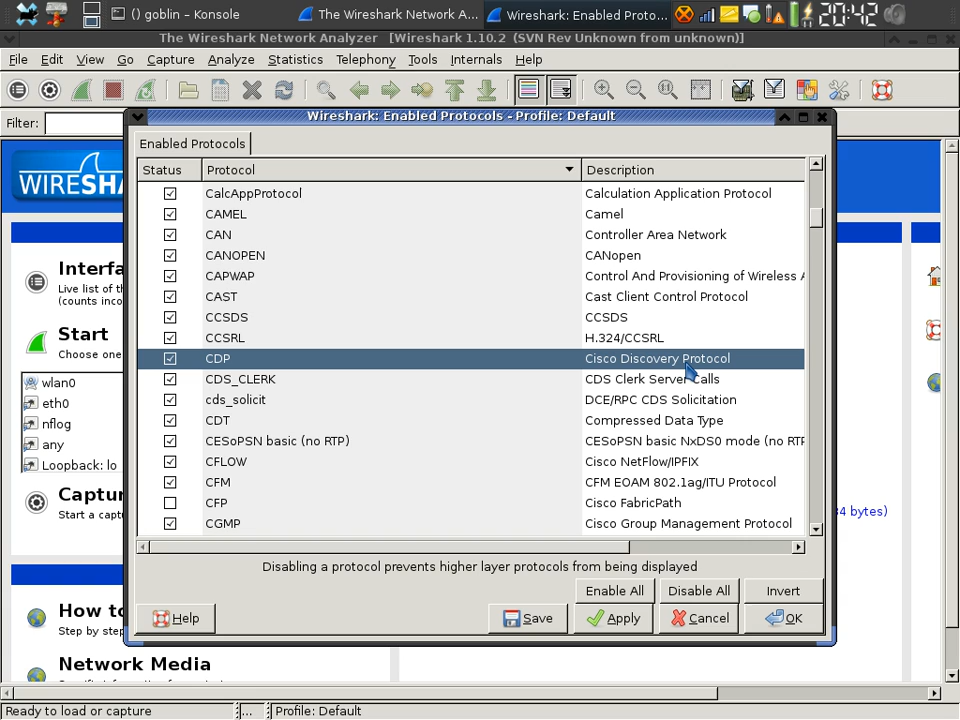 () goblin - Konsole
The Wireshark Network A...
Wireshark: Enabled Proto...
20:42
The Wireshark Network Analyzer [Wireshark 1.10.2 (SVN Rev Unknown from unknown)]
File Edit View Go Capture Analyze Statistics Telephony Tools Internals Help
Filter:
Wireshark: Enabled Protocols - Profile: Default
Enabled Protocols
Status Protocol Description
CalcAppProtocol Calculation Application Protocol
CAMEL Camel
CAN Controller Area Network
CANOPEN CANopen
CAPWAP Control And Provisioning of Wireless
CAST Cast Client Control Protocol
CCSDS CCSDS
CCSRL H.324/CCSRL
CDP Cisco Discovery Protocol
CDS_CLERK CDS Clerk Server Calls
cds_solicit DCE/RPC CDS Solicitation
CDT Compressed Data Type
CESoPSN basic (no RTP) CESoPSN basic NxDS0 mode (no RTP
CFLOW Cisco NetFlow/IPFIX
CFM CFM EOAM 802.1ag/ITU Protocol
CFP Cisco FabricPath
CGMP Cisco Group Management Protocol
Disabling a protocol prevents higher layer protocols from being displayed
Enable All Disable All Invert
Help Save Apply Cancel OK
WIRESHA
Interfa
Live list of t
(counts inco
Start
Choose one
wlan0
eth0
nflog
any
Loopback: lo
Captur
Start a capt
34 bytes)
How to
Step by step
Network Media
Ready to load or capture ... Profile: Default